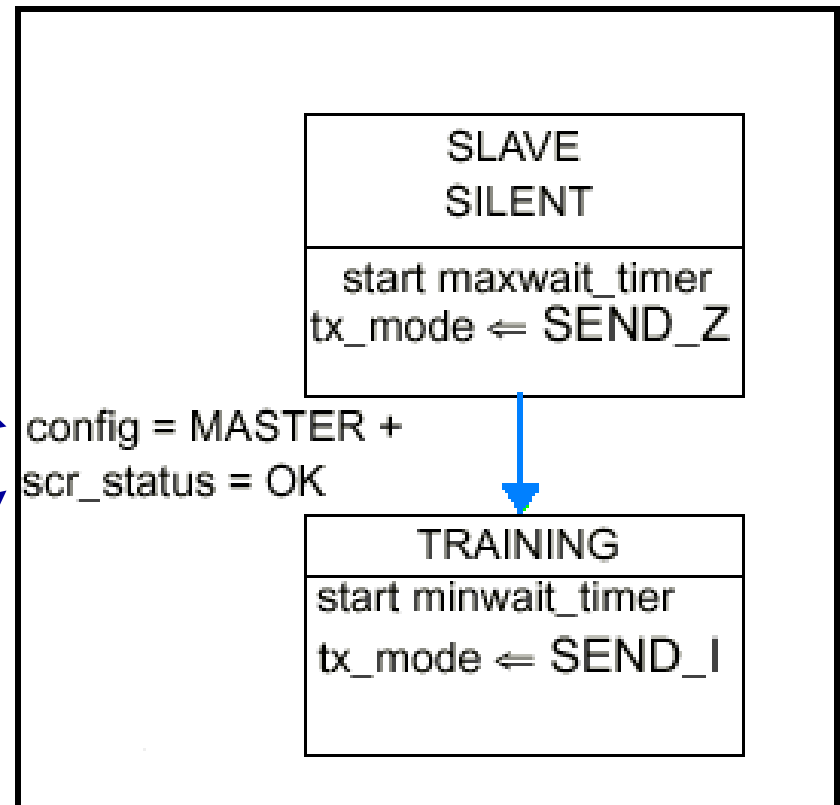 SLAVE
SILENT
start maxwait_timer
tx_mode ⇐ SEND_Z
config = MASTER +
scr_status = OK
TRAINING
start minwait_timer
tx_mode ⇐ SEND_I